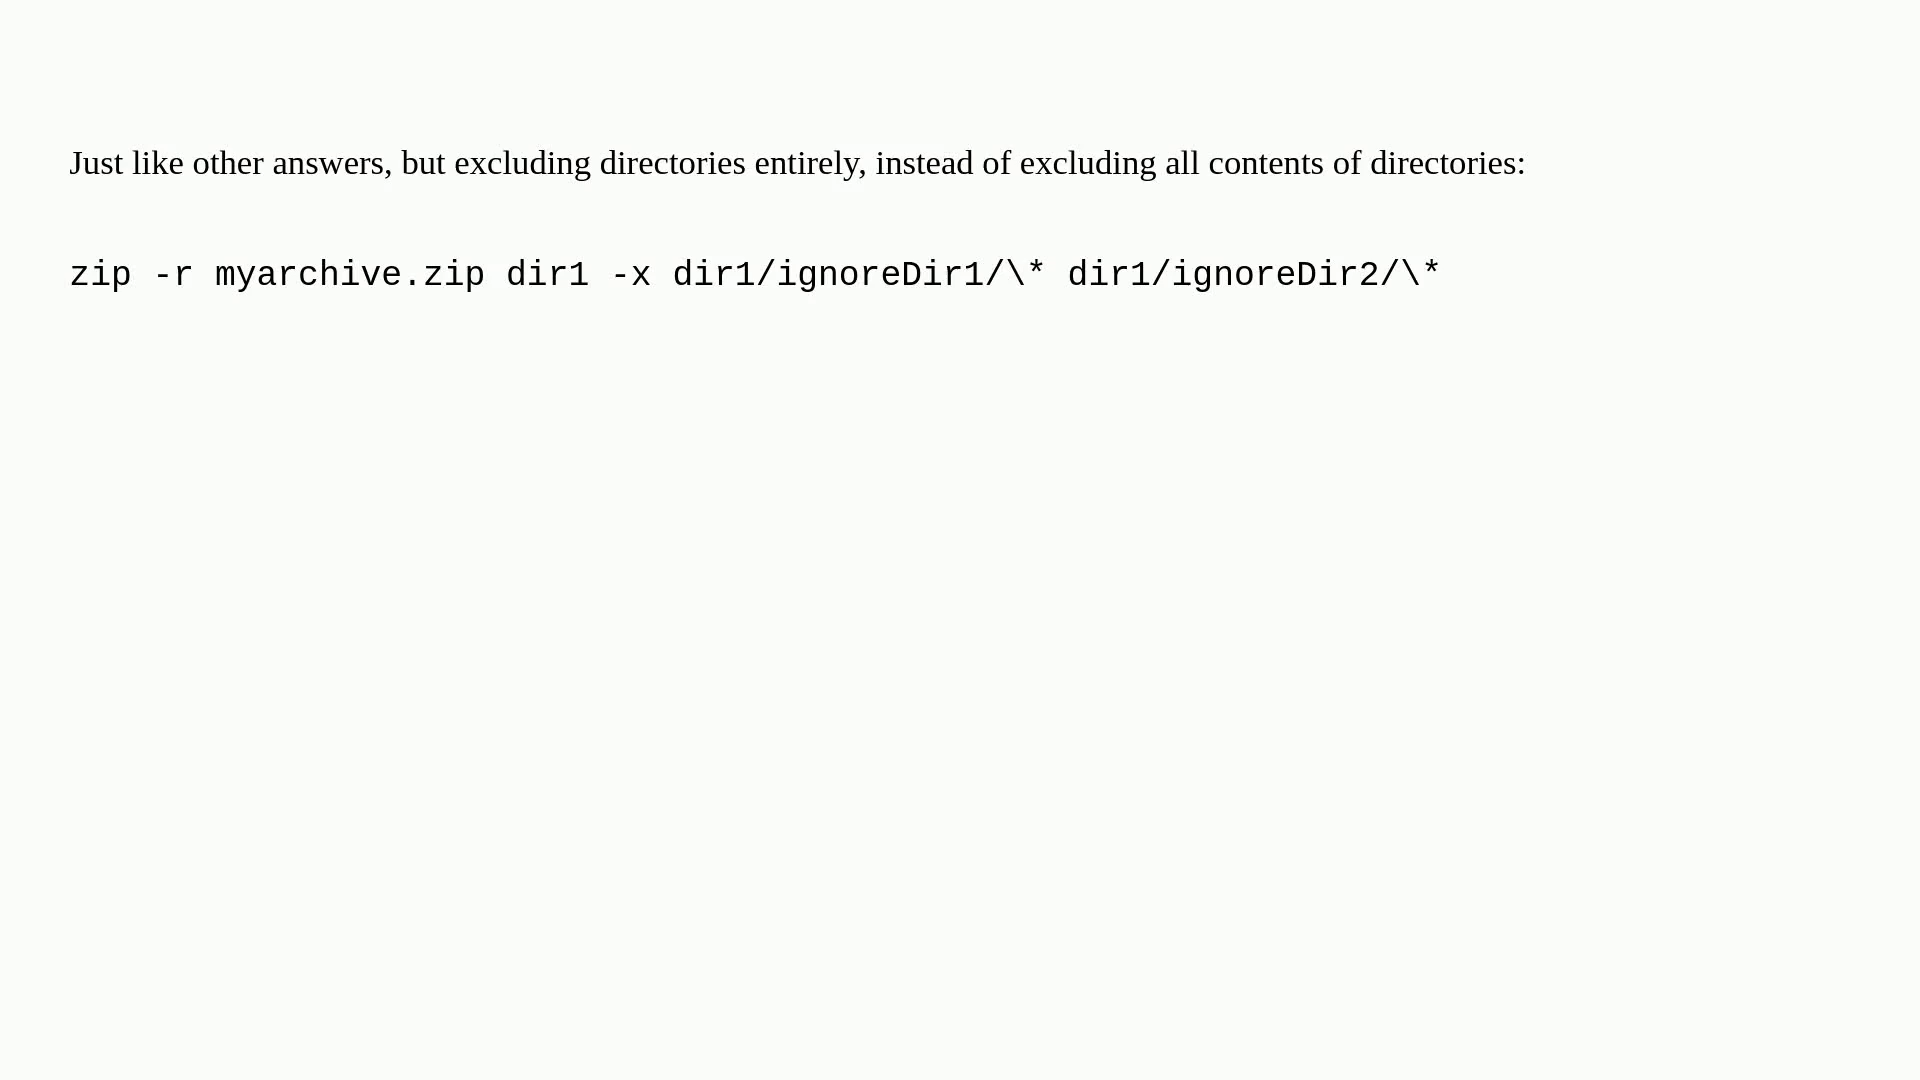 Just like other answers, but excluding directories entirely, instead of excluding all contents of directories:
zip -r myarchive.zip dir1 -x dir1/ignoreDir1/\* dir1/ignoreDir2/\*